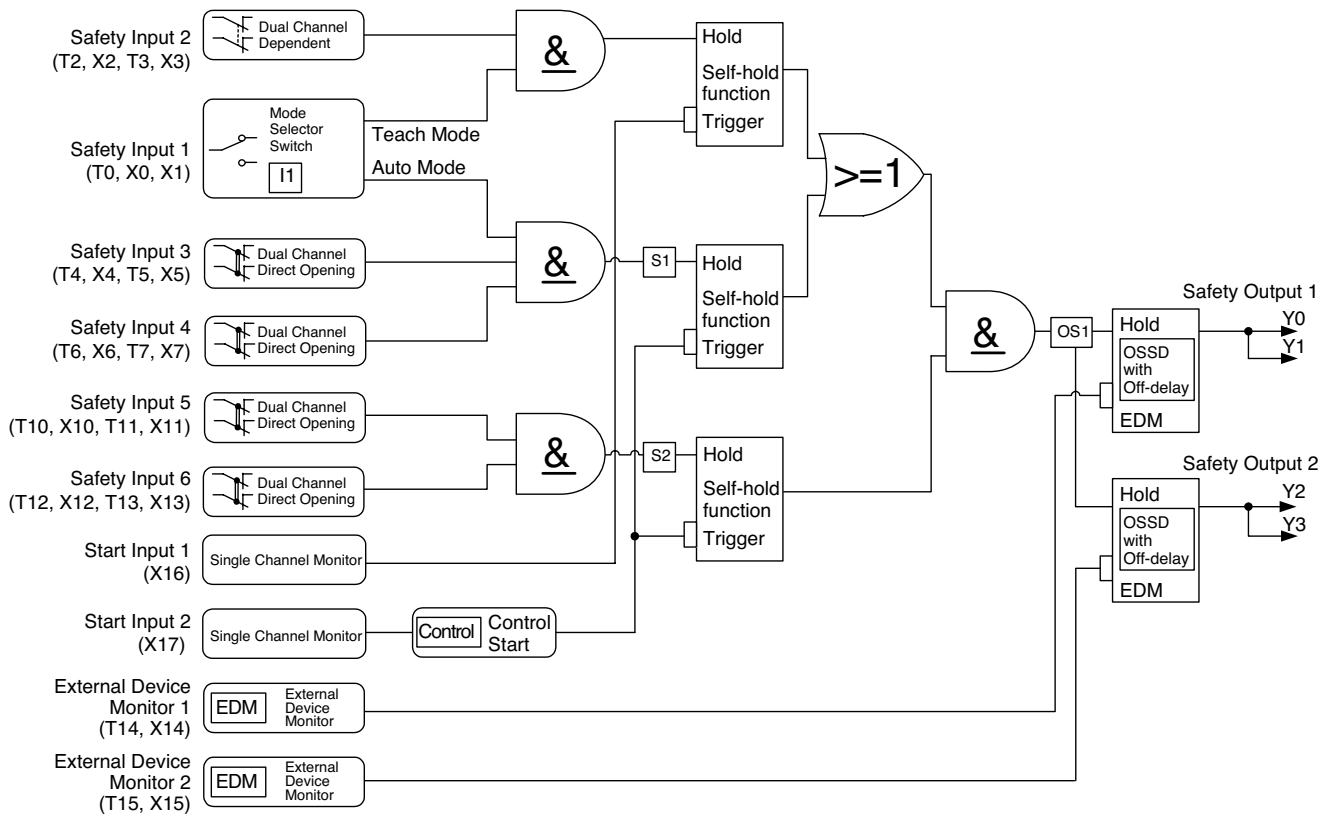 Safety Input 2
(T2, X2, T3, X3)
Dual Channel
Dependent
&
Hold
Self-hold
function
Trigger
Safety Input 1
(T0, X0, X1)
Mode
Selector
Switch
I1
Teach Mode
Auto Mode
>=1
Safety Input 3
(T4, X4, T5, X5)
Dual Channel
Direct Opening
&
S1
Hold
Self-hold
function
Trigger
Safety Input 4
(T6, X6, T7, X7)
Dual Channel
Direct Opening
&
OS1
Safety Output 1
Hold
OSSD
with
Off-delay
EDM
Y0
Y1
Safety Input 5
(T10, X10, T11, X11)
Dual Channel
Direct Opening
&
S2
Hold
Self-hold
function
Trigger
Safety Input 6
(T12, X12, T13, X13)
Dual Channel
Direct Opening
Safety Output 2
Hold
OSSD
with
Off-delay
EDM
Y2
Y3
Start Input 1
(X16)
Single Channel Monitor
Start Input 2
(X17)
Single Channel Monitor
Control
Control
Start
External Device
Monitor 1
(T14, X14)
EDM
External
Device
Monitor
External Device
Monitor 2
(T15, X15)
EDM
External
Device
Monitor